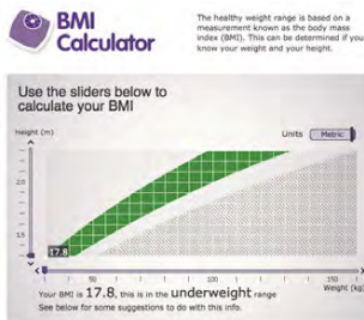 BMI
Calculator
The healthy weight range is based on a
measurement known as the body mass
index (BMI). This can be determined if you
know your weight and your height.
Use the sliders below to
calculate your BMI
Height (m)
Units Metric
2.0
1.5
17.8
50 100 150
Weight (kg)
Your BMI is 17.8, this is in the underweight range
See below for some suggestions to do with this info.